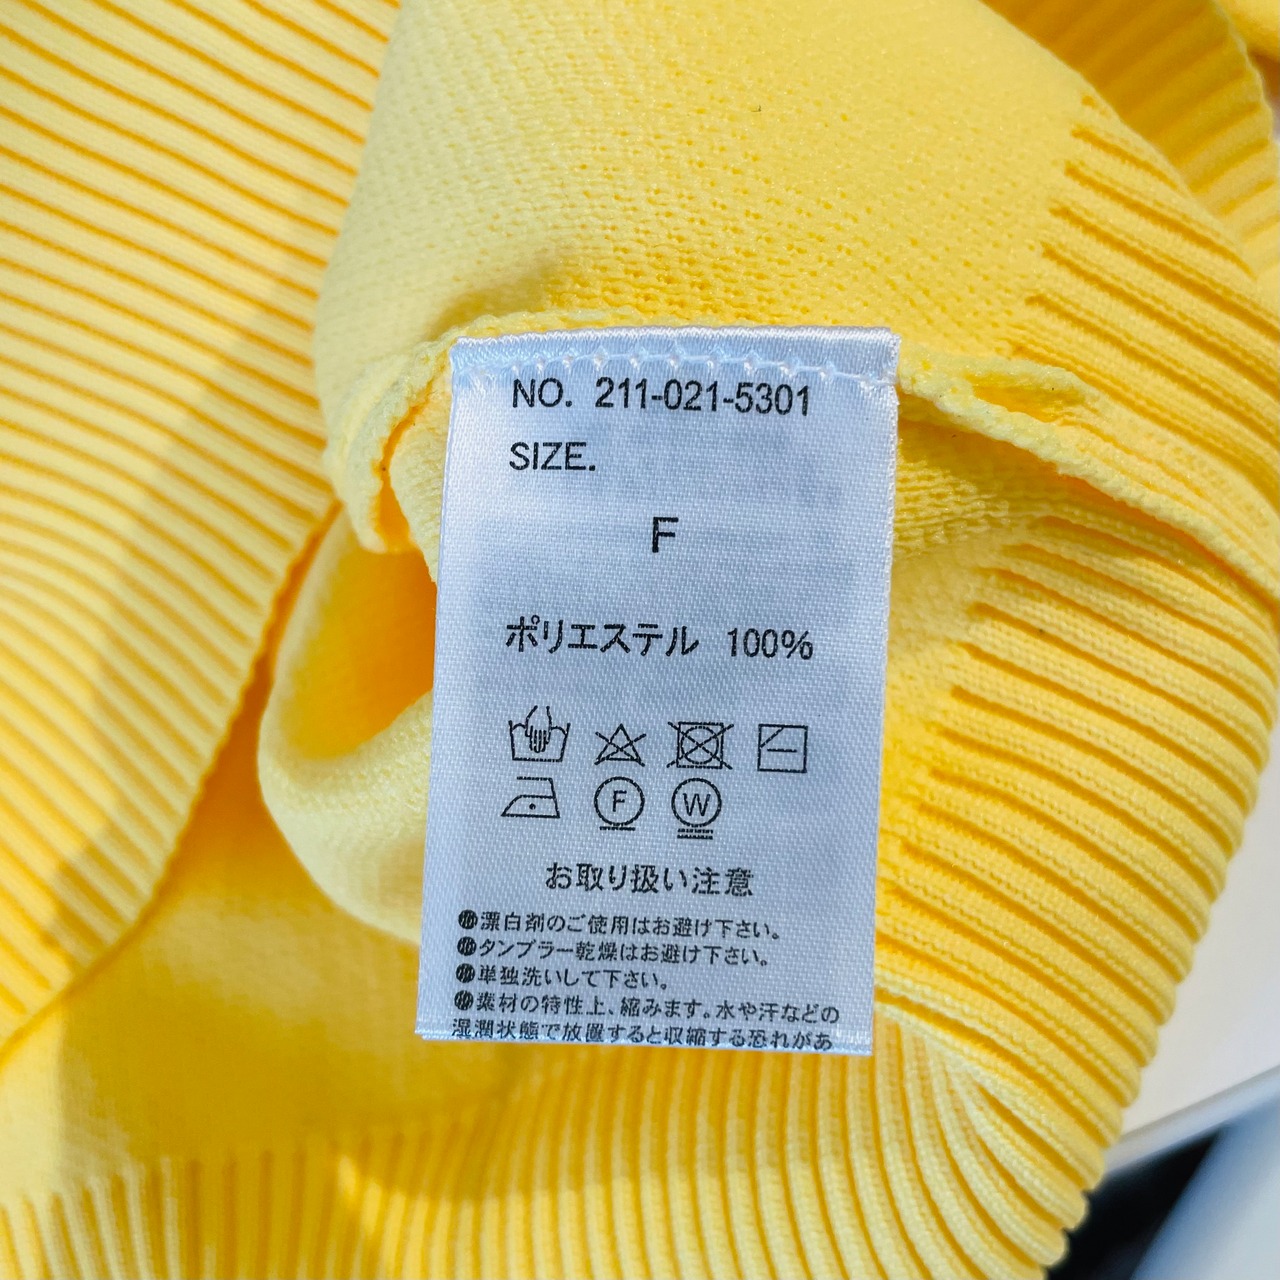 NO. 211-021-5301
SIZE.
F
ポリエステル 100%
F W
お取り扱い注意
●漂白剤のご使用はお避け下さい。
●タンブラー乾燥はお避け下さい。
●単独洗いして下さい。
●素材の特性上、縮みます。水や汗などの
湿潤状態で放置すると収縮する恐れがあ